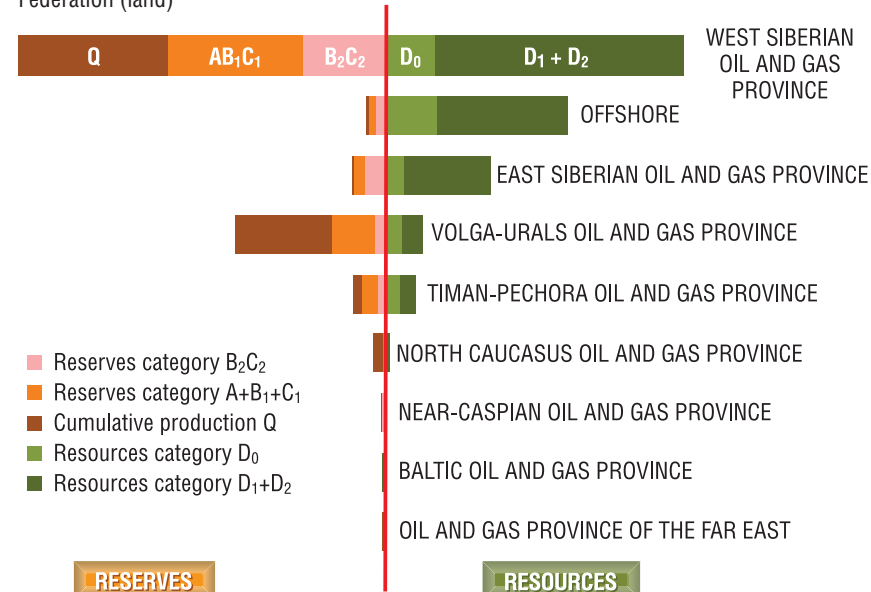 Federation (land)
Q AB₁C₁ B₂C₂ D₀ D₁ + D₂
WEST SIBERIAN
OIL AND GAS
PROVINCE
OFFSHORE
EAST SIBERIAN OIL AND GAS PROVINCE
VOLGA-URALS OIL AND GAS PROVINCE
TIMAN-PECHORA OIL AND GAS PROVINCE
NORTH CAUCASUS OIL AND GAS PROVINCE
NEAR-CASPIAN OIL AND GAS PROVINCE
BALTIC OIL AND GAS PROVINCE
OIL AND GAS PROVINCE OF THE FAR EAST
Reserves category B₂C₂
Reserves category A+B₁+C₁
Cumulative production Q
Resources category D₀
Resources category D₁+D₂
RESERVES
RESOURCES